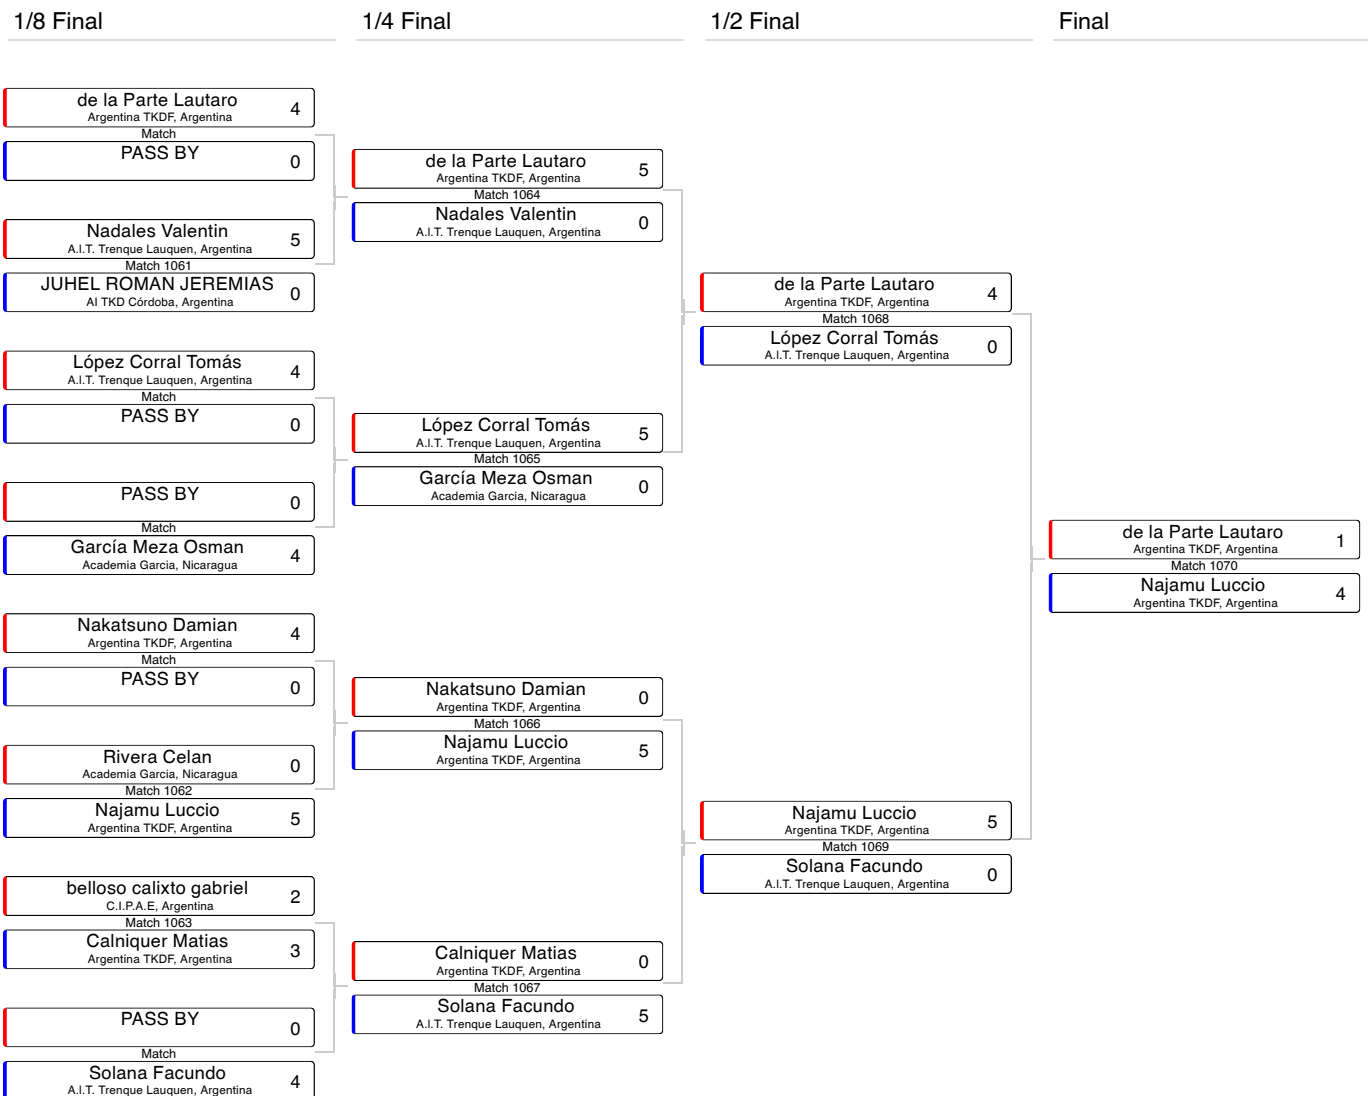 1/8 Final
1/4 Final
1/2 Final
Final
de la Parte Lautaro
Argentina TKDF, Argentina
4
Match
PASS BY
0
Nadales Valentin
A.I.T. Trenque Lauquen, Argentina
5
Match 1061
JUHEL ROMAN JEREMIAS
AI TKD Córdoba, Argentina
0
López Corral Tomás
A.I.T. Trenque Lauquen, Argentina
4
Match
PASS BY
0
PASS BY
0
Match
García Meza Osman
Academia Garcia, Nicaragua
4
Nakatsuno Damian
Argentina TKDF, Argentina
4
Match
PASS BY
0
Rivera Celan
Academia Garcia, Nicaragua
0
Match 1062
Najamu Luccio
Argentina TKDF, Argentina
5
belloso calixto gabriel
C.I.P.A.E, Argentina
2
Match 1063
Calniquer Matias
Argentina TKDF, Argentina
3
PASS BY
0
Match
Solana Facundo
A.I.T. Trenque Lauquen, Argentina
4
de la Parte Lautaro
Argentina TKDF, Argentina
5
Match 1064
Nadales Valentin
A.I.T. Trenque Lauquen, Argentina
0
López Corral Tomás
A.I.T. Trenque Lauquen, Argentina
5
Match 1065
García Meza Osman
Academia Garcia, Nicaragua
0
Nakatsuno Damian
Argentina TKDF, Argentina
0
Match 1066
Najamu Luccio
Argentina TKDF, Argentina
5
Calniquer Matias
Argentina TKDF, Argentina
0
Match 1067
Solana Facundo
A.I.T. Trenque Lauquen, Argentina
5
de la Parte Lautaro
Argentina TKDF, Argentina
4
Match 1068
López Corral Tomás
A.I.T. Trenque Lauquen, Argentina
0
Najamu Luccio
Argentina TKDF, Argentina
5
Match 1069
Solana Facundo
A.I.T. Trenque Lauquen, Argentina
0
de la Parte Lautaro
Argentina TKDF, Argentina
1
Match 1070
Najamu Luccio
Argentina TKDF, Argentina
4